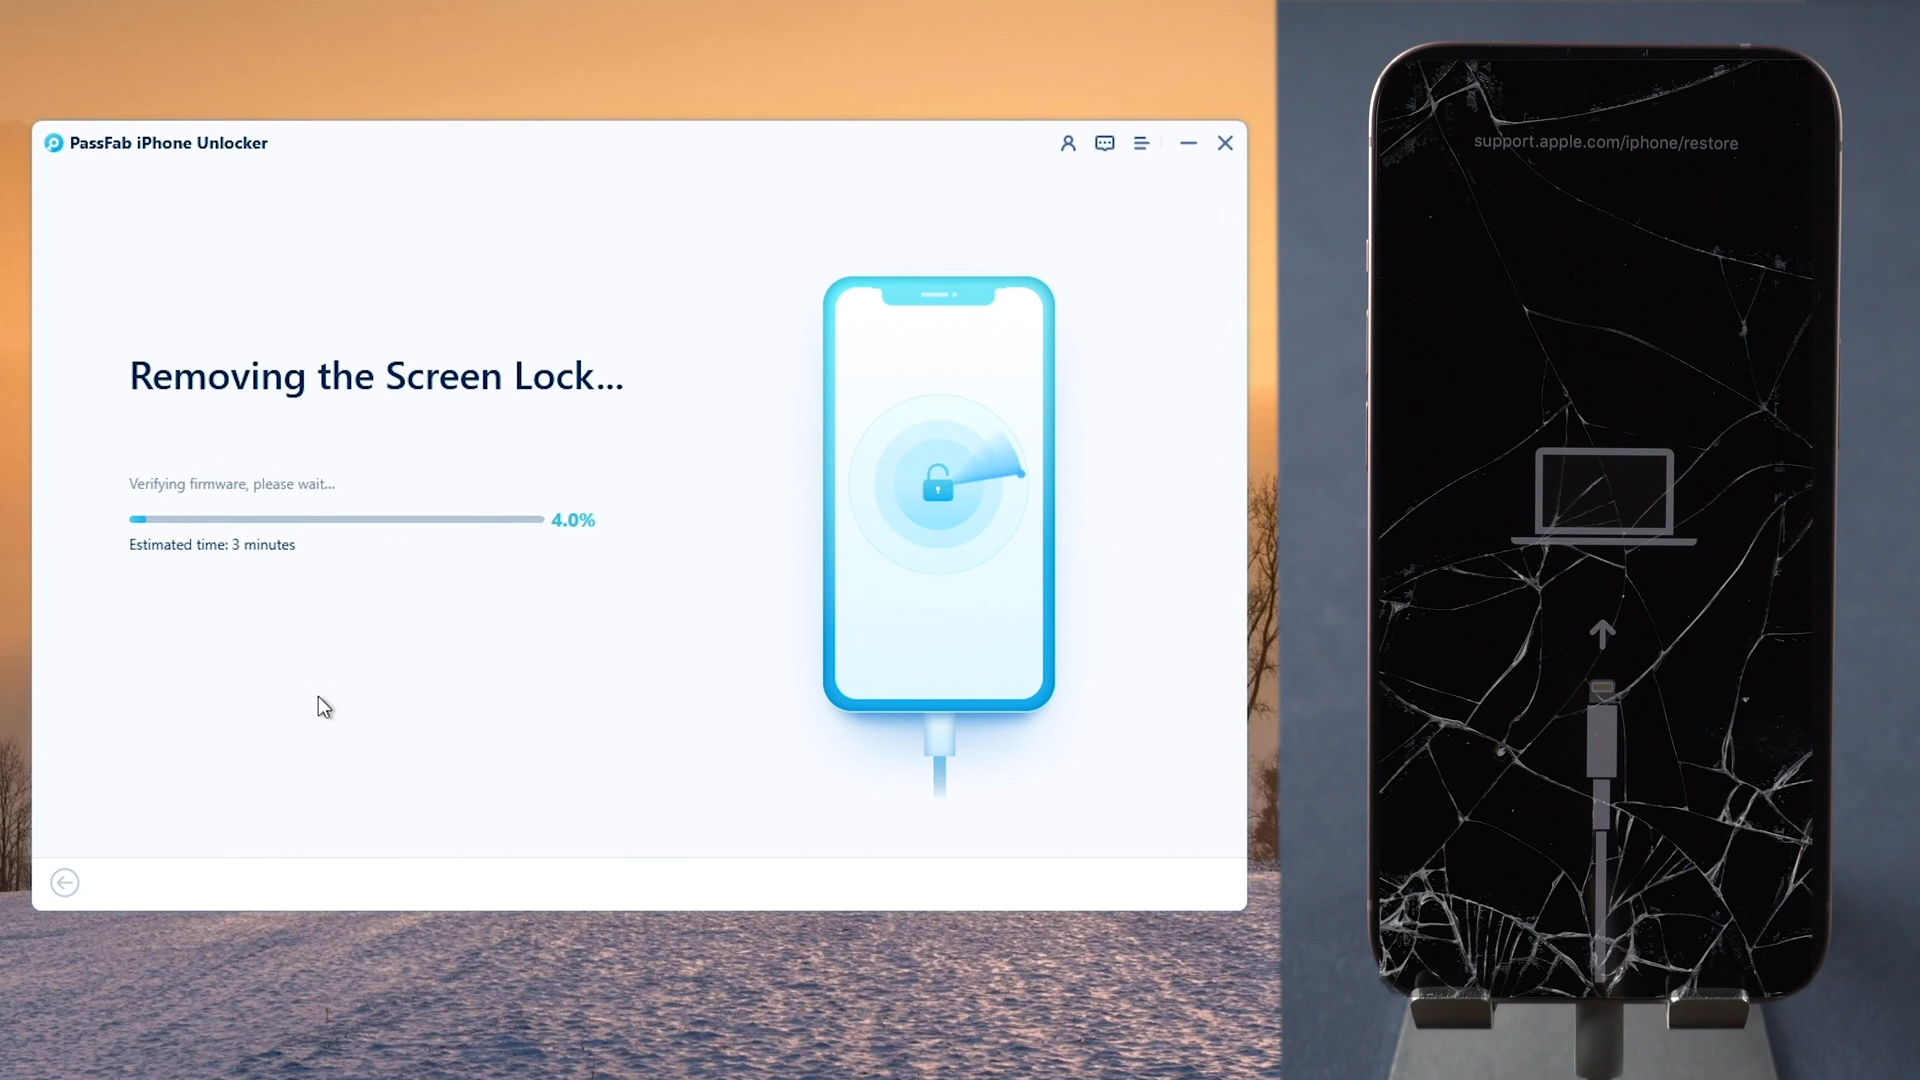 PassFab iPhone Unlocker
Removing the Screen Lock...
Verifying firmware, please wait...
4.0%
Estimated time: 3 minutes
support.apple.com/iphone/restore